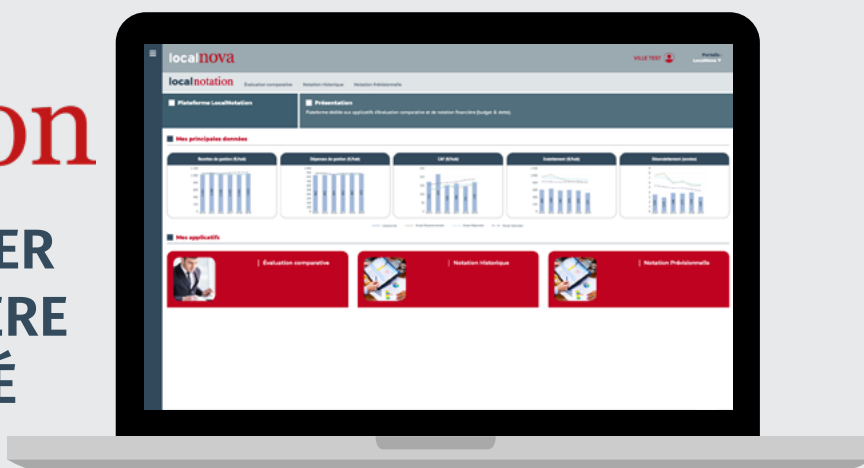 on
ER
ÈRE
É
localnova
VILLE TEST
Portails
LocalNova
localnotation
Évaluation comparative Notation Historique Notation Prévisionnelle
Plateforme LocalNotation
Présentation
Plateforme dédiée aux applicatifs d'évaluation comparative et de notation financière (budget & dette).
Mes principales données
Recettes de gestion (€/hab)
Dépenses de gestion (€/hab)
CAF (€/hab)
Endettement (€/hab)
Désendettement (années)
Mes applicatifs
Évaluation comparative
Notation Historique
Notation Prévisionnelle